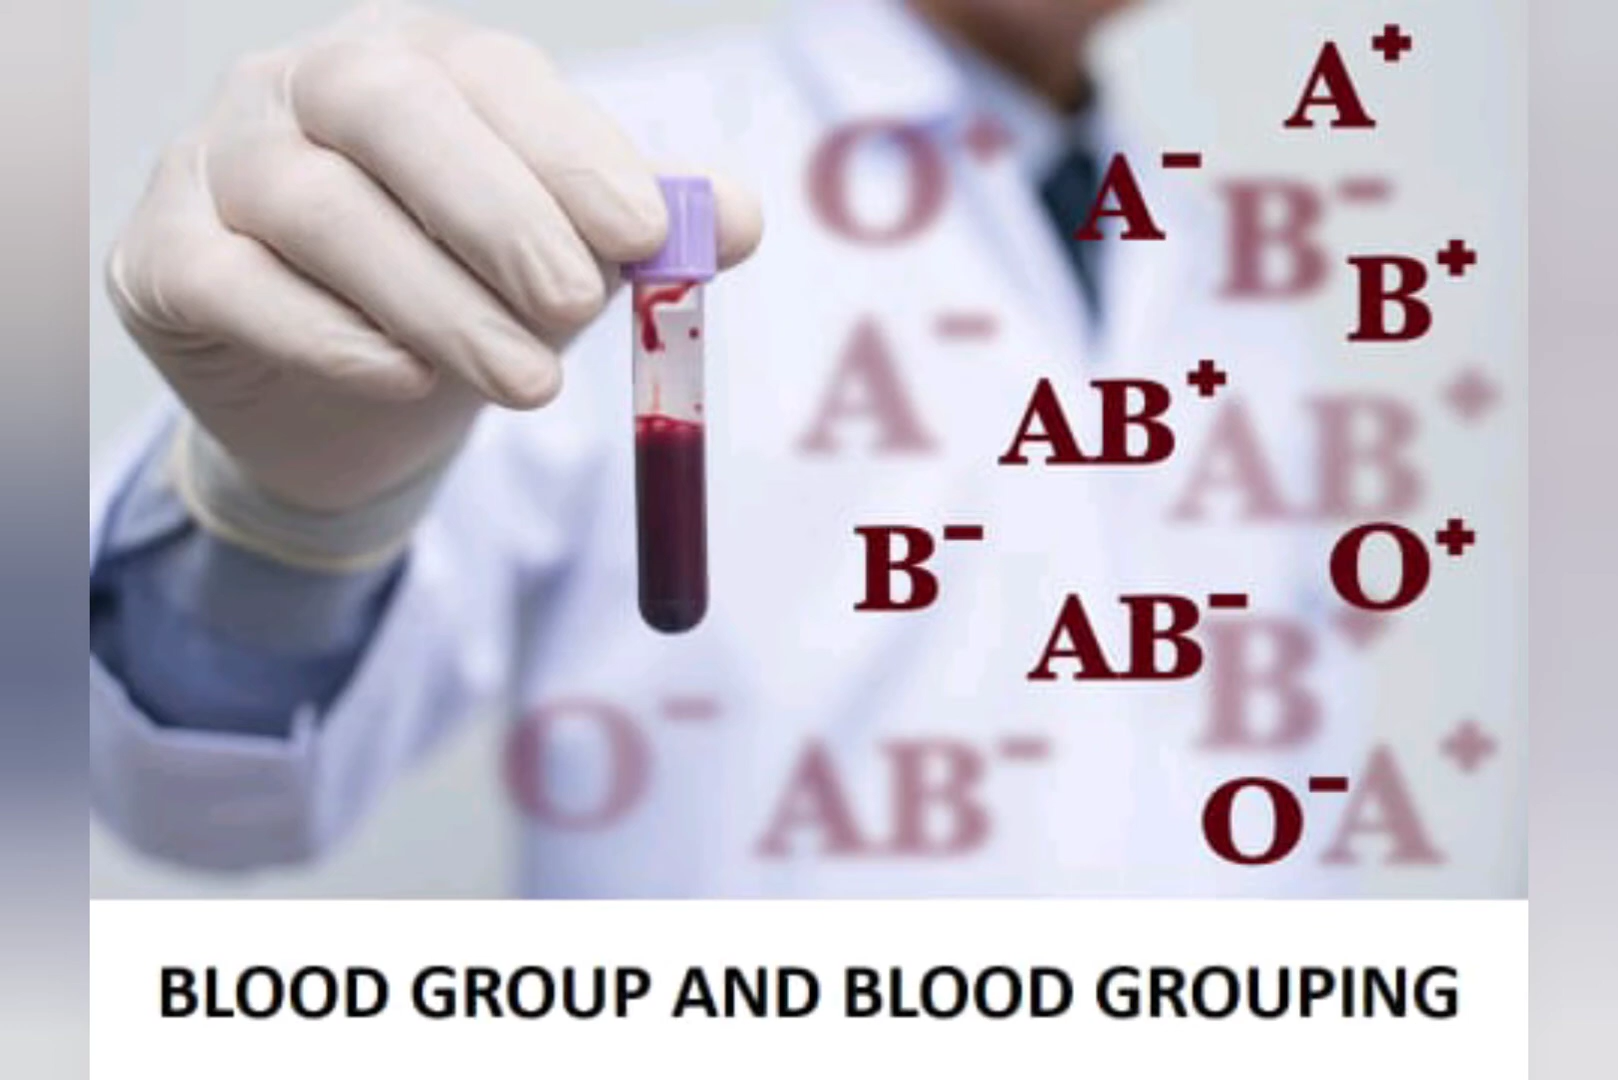 A+
A-
O+
B-
B+
A-
AB+
AB+
B-
O+
AB-
B+
O-
AB-
O-
A+
BLOOD GROUP AND BLOOD GROUPING